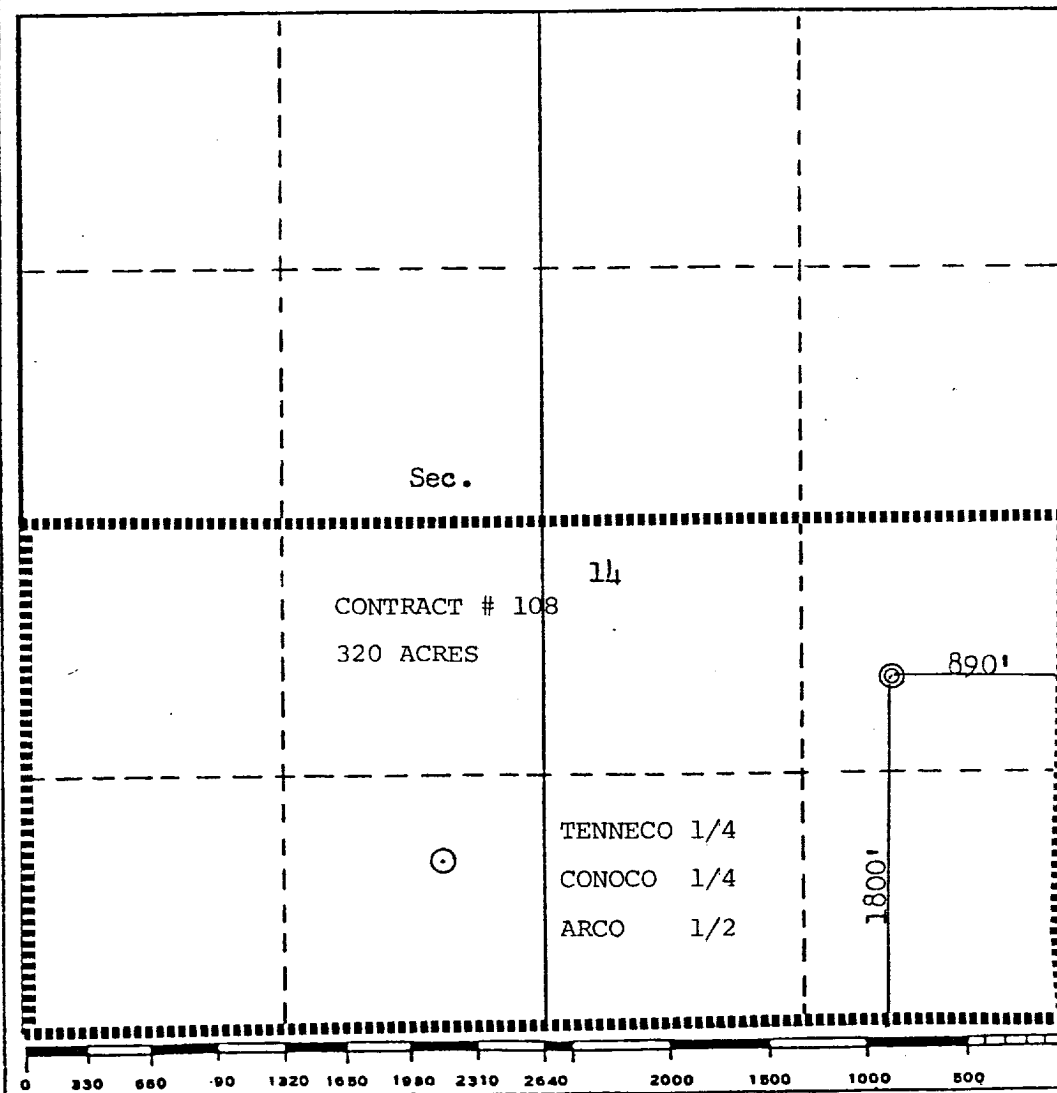 Sec.
14
CONTRACT # 108
320 ACRES
890'
TENNECO 1/4
CONOCO 1/4
ARCO 1/2
1800'
0 330 660 90 1320 1650 1980 2310 2640 2000 1500 1000 500